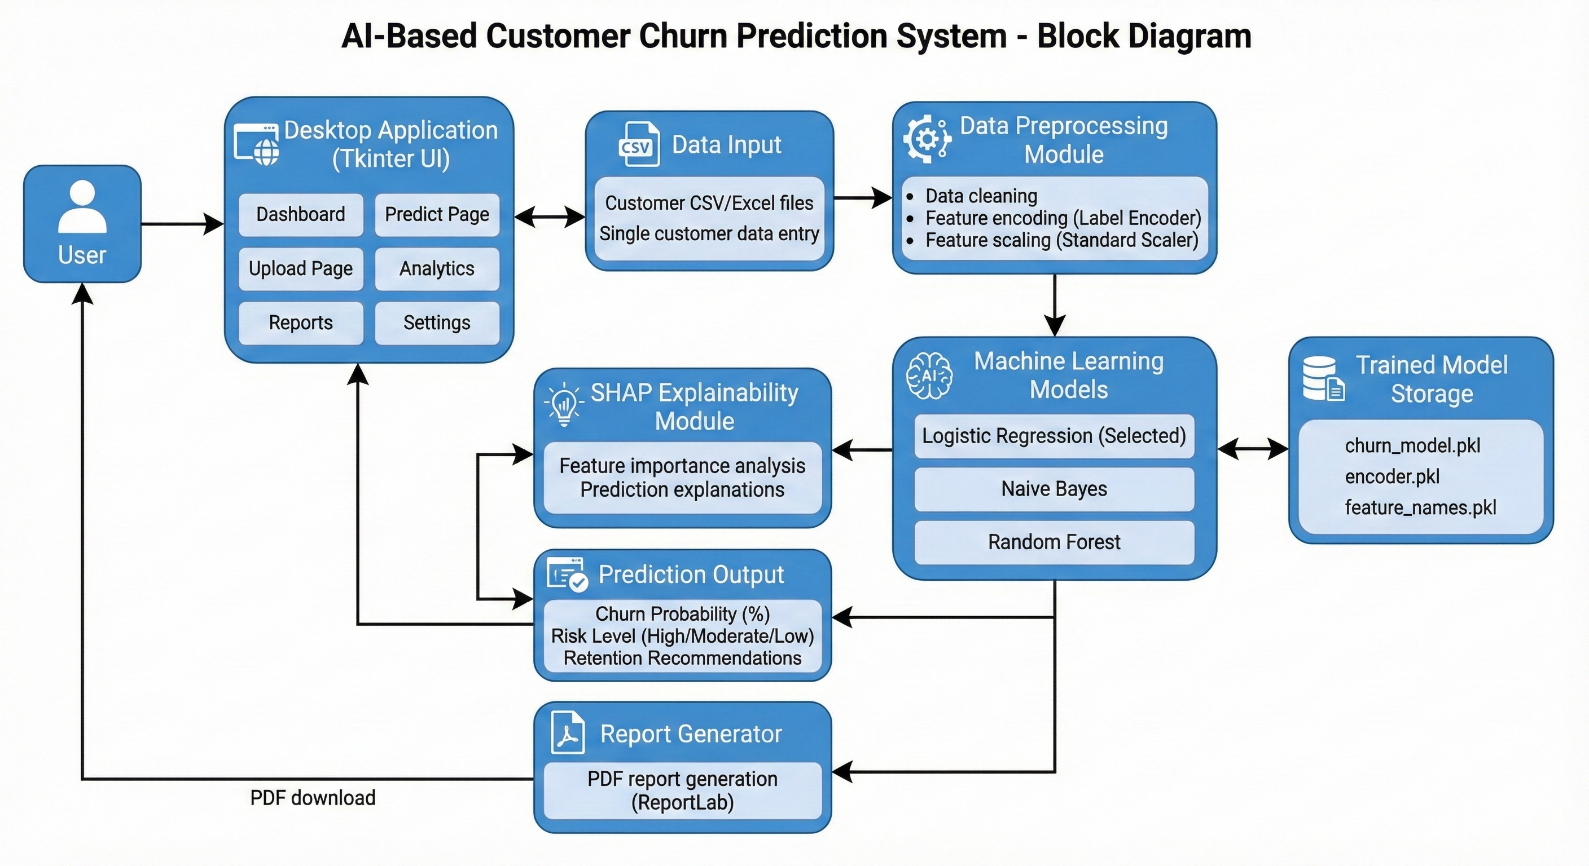 AI-Based Customer Churn Prediction System - Block Diagram
User
Desktop Application
(Tkinter UI)
Dashboard
Predict Page
Upload Page
Analytics
Reports
Settings
CSV
Data Input
Customer CSV/Excel files
Single customer data entry
Data Preprocessing
Module
• Data cleaning
• Feature encoding (Label Encoder)
• Feature scaling (Standard Scaler)
AI
Machine Learning
Models
Logistic Regression (Selected)
Naive Bayes
Random Forest
Trained Model
Storage
churn_model.pkl
encoder.pkl
feature_names.pkl
SHAP Explainability
Module
Feature importance analysis
Prediction explanations
Prediction Output
Churn Probability (%)
Risk Level (High/Moderate/Low)
Retention Recommendations
Report Generator
PDF report generation
(ReportLab)
PDF download